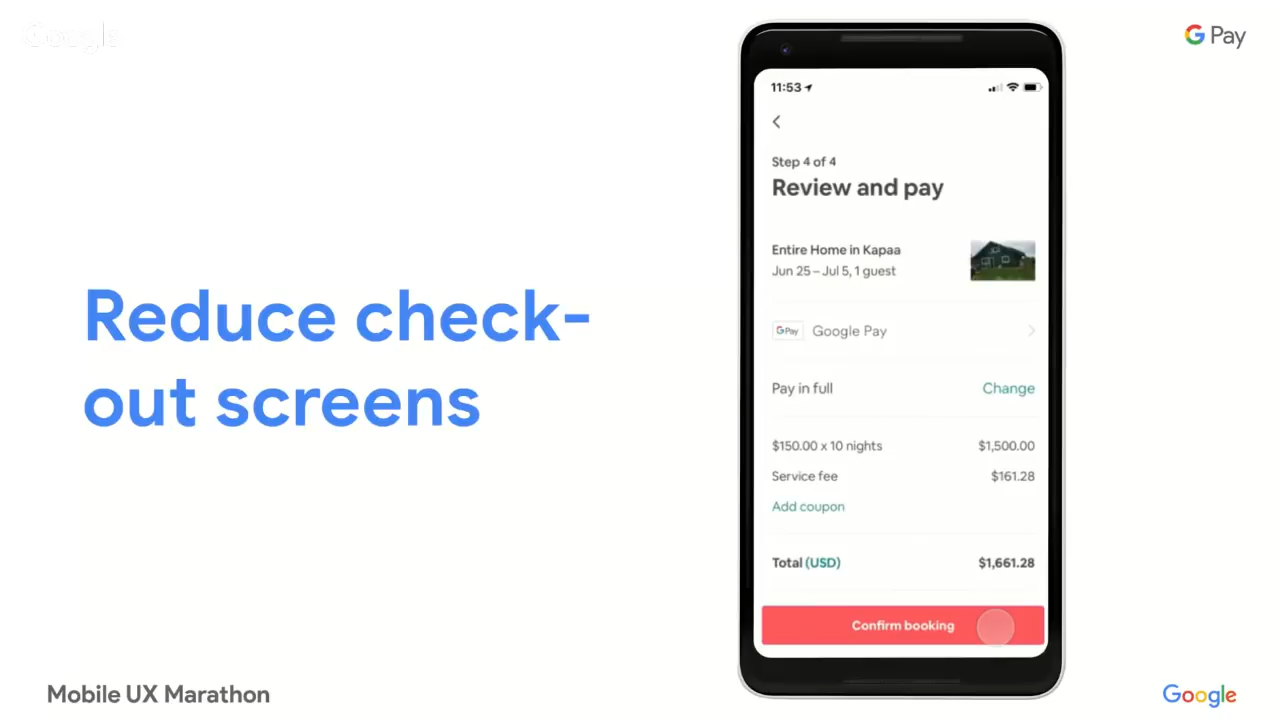 Google
G Pay
11:53
Step 4 of 4
Review and pay
Entire Home in Kapaa
Jun 25 – Jul 5, 1 guest
G Pay Google Pay
Pay in full Change
$150.00 x 10 nights $1,500.00
Service fee $161.28
Add coupon
Total (USD) $1,661.28
Confirm booking
Reduce check-
out screens
Mobile UX Marathon
Google